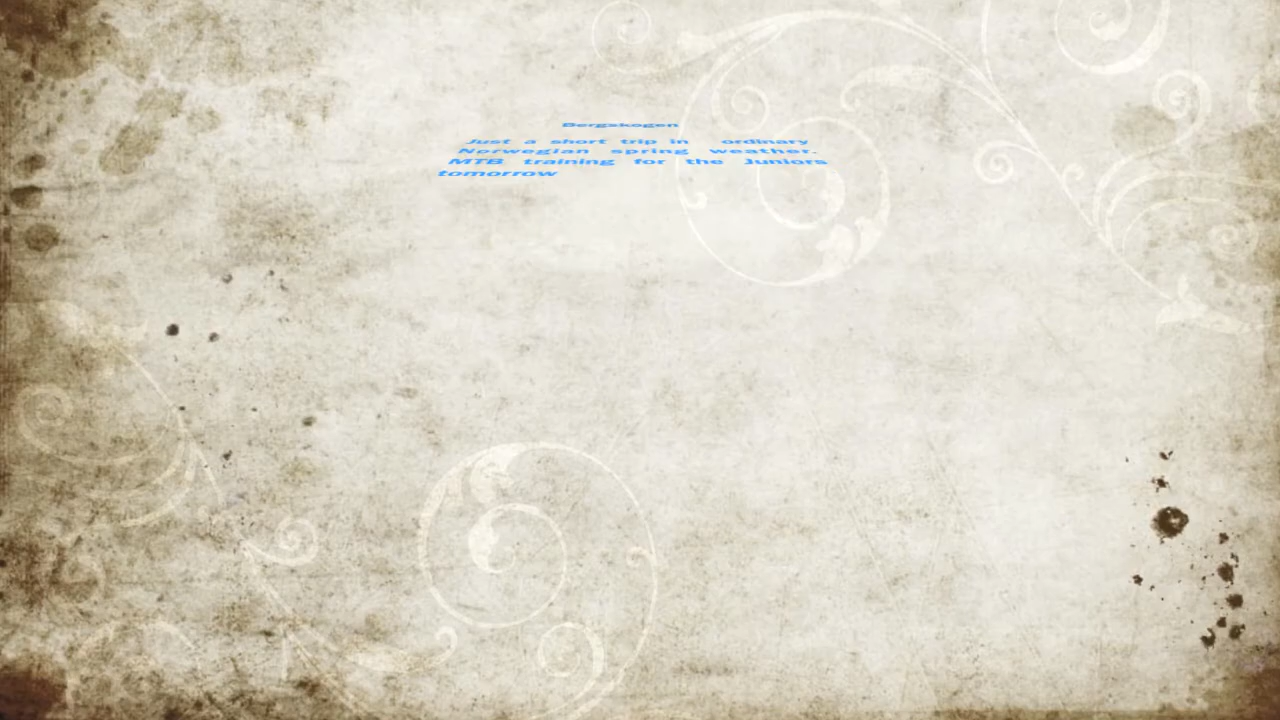 Bergskogen
Just a short trip in ordinary
Norwegian spring weather.
MTB training for the Juniors
tomorrow